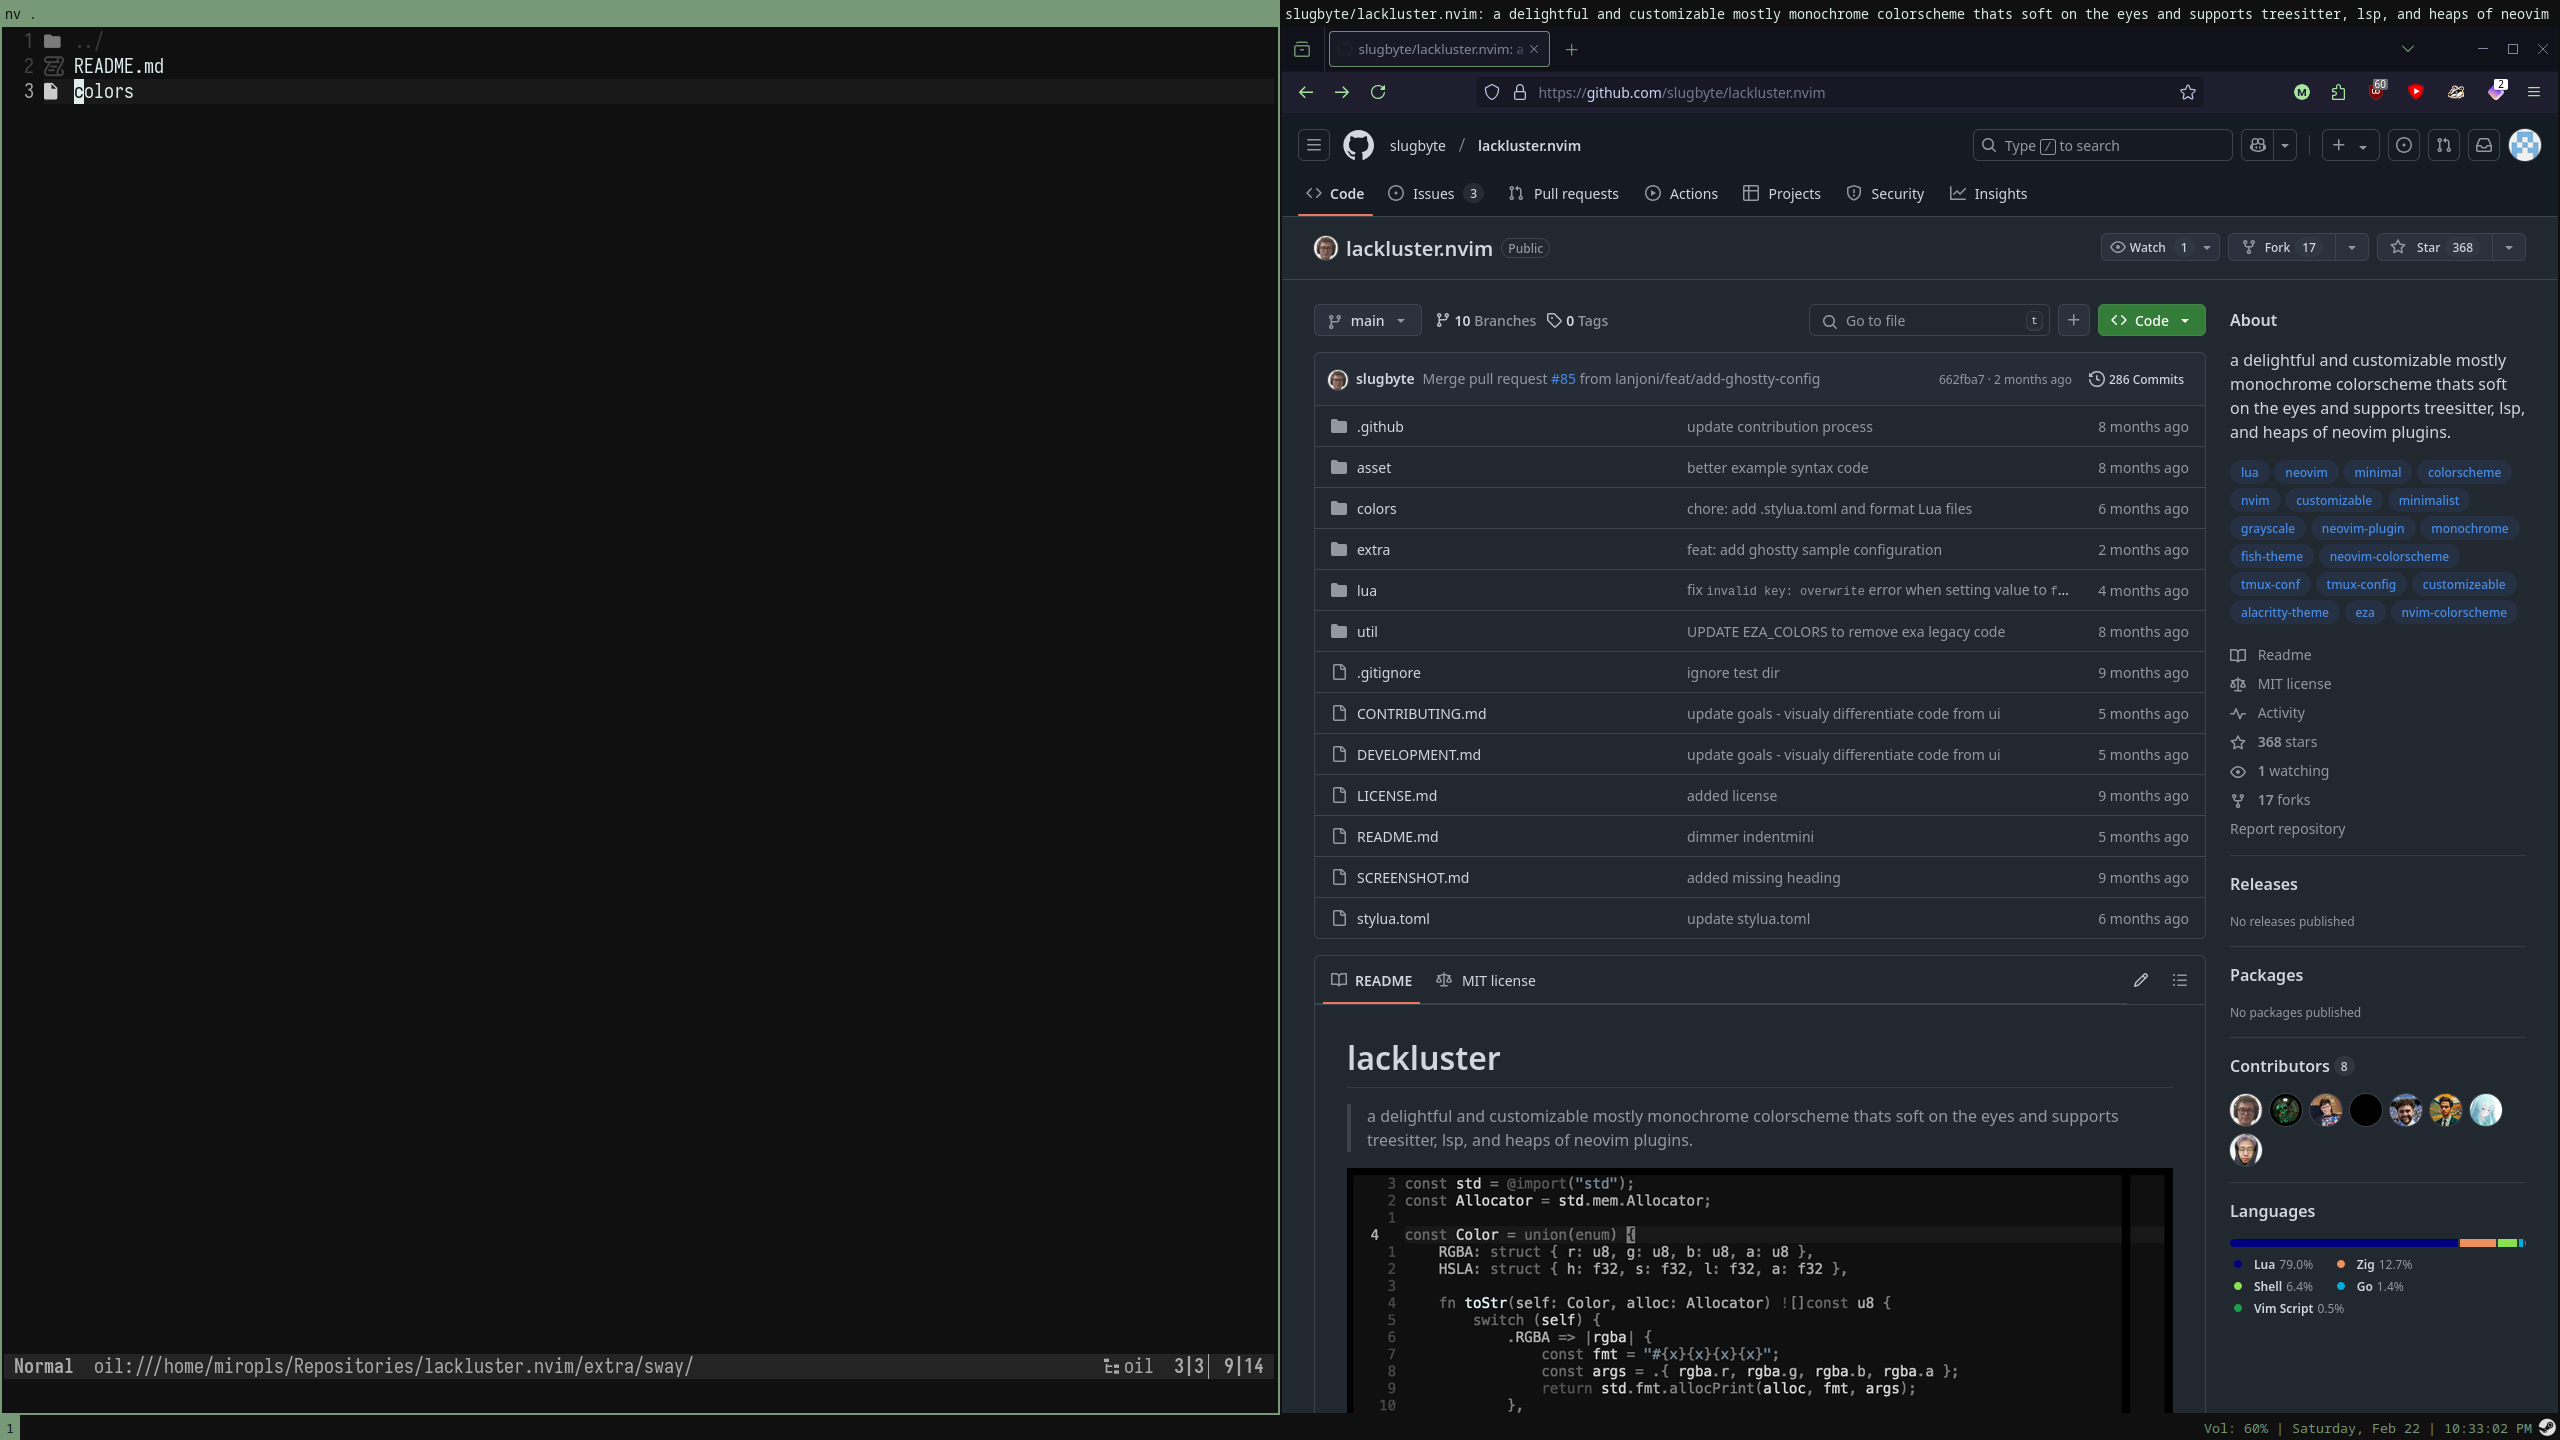 nv .
1 ../
2 README.md
3 colors
Normal oil:///home/miropls/Repositories/lackluster.nvim/extra/sway/ oil 3|3 9|14
slugbyte/lackluster.nvim: a delightful and customizable mostly monochrome colorscheme thats soft on the eyes and supports treesitter, lsp, and heaps of neovim
slugbyte/lackluster.nvim: a
https://github.com/slugbyte/lackluster.nvim
M
60
2
slugbyte / lackluster.nvim
Type / to search
Code
Issues 3
Pull requests
Actions
Projects
Security
Insights
lackluster.nvim Public
Watch 1
Fork 17
Star 368
main
10 Branches
0 Tags
Go to file t
Code
slugbyte Merge pull request #85 from lanjoni/feat/add-ghostty-config 662fba7 · 2 months ago 286 Commits
.github update contribution process 8 months ago
asset better example syntax code 8 months ago
colors chore: add .stylua.toml and format Lua files 6 months ago
extra feat: add ghostty sample configuration 2 months ago
lua fix invalid key: overwrite error when setting value to f… 4 months ago
util UPDATE EZA_COLORS to remove exa legacy code 8 months ago
.gitignore ignore test dir 9 months ago
CONTRIBUTING.md update goals - visualy differentiate code from ui 5 months ago
DEVELOPMENT.md update goals - visualy differentiate code from ui 5 months ago
LICENSE.md added license 9 months ago
README.md dimmer indentmini 5 months ago
SCREENSHOT.md added missing heading 9 months ago
stylua.toml update stylua.toml 6 months ago
README
MIT license
lackluster
a delightful and customizable mostly monochrome colorscheme thats soft on the eyes and supports
treesitter, lsp, and heaps of neovim plugins.
3 const std = @import("std");
2 const Allocator = std.mem.Allocator;
1
4 const Color = union(enum) {
1 RGBA: struct { r: u8, g: u8, b: u8, a: u8 },
2 HSLA: struct { h: f32, s: f32, l: f32, a: f32 },
3
4 fn toStr(self: Color, alloc: Allocator) ![]const u8 {
5 switch (self) {
6 .RGBA => |rgba| {
7 const fmt = "#{x}{x}{x}{x}";
8 const args = .{ rgba.r, rgba.g, rgba.b, rgba.a };
9 return std.fmt.allocPrint(alloc, fmt, args);
10 },
About
a delightful and customizable mostly
monochrome colorscheme thats soft
on the eyes and supports treesitter, lsp,
and heaps of neovim plugins.
lua neovim minimal colorscheme
nvim customizable minimalist
grayscale neovim-plugin monochrome
fish-theme neovim-colorscheme
tmux-conf tmux-config customizeable
alacritty-theme eza nvim-colorscheme
Readme
MIT license
Activity
368 stars
1 watching
17 forks
Report repository
Releases
No releases published
Packages
No packages published
Contributors 8
Languages
Lua 79.0% Zig 12.7%
Shell 6.4% Go 1.4%
Vim Script 0.5%
1
Vol: 60% | Saturday, Feb 22 | 10:33:02 PM